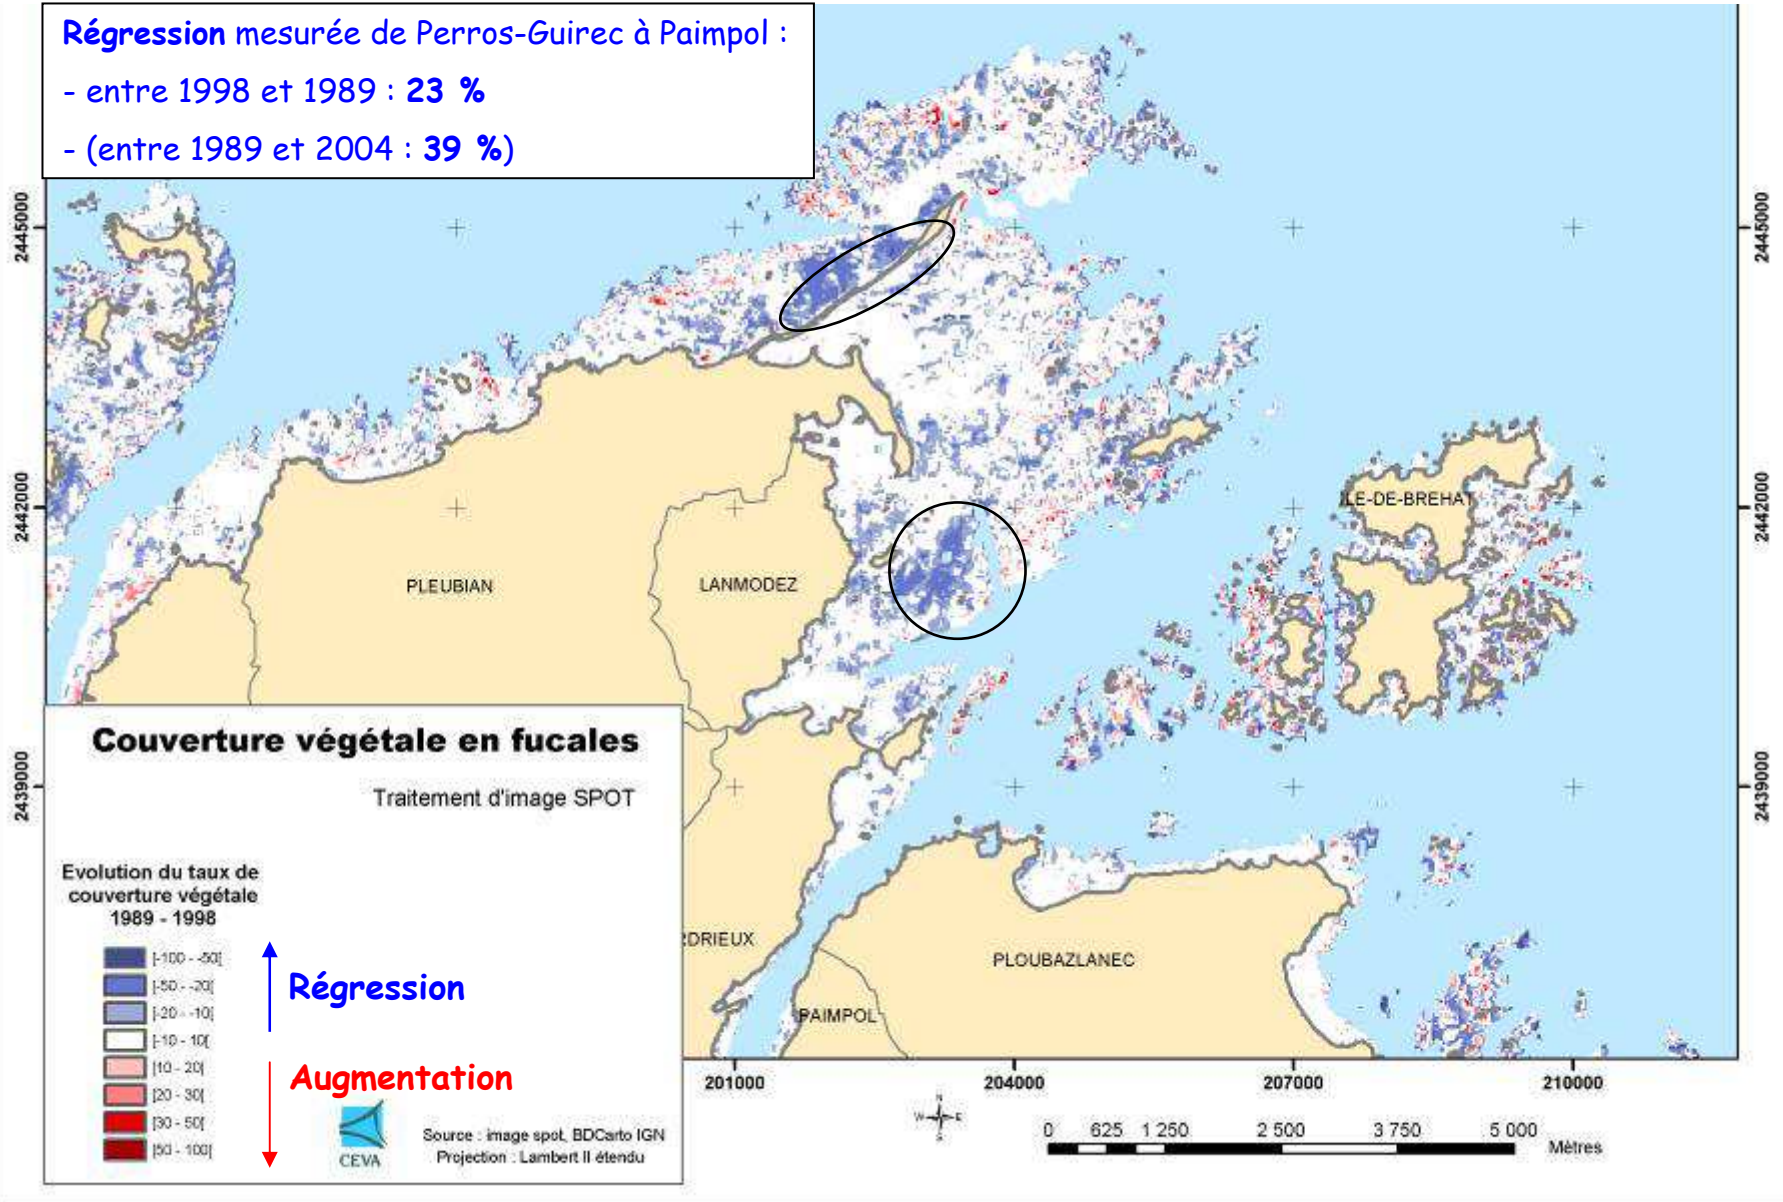 Régression mesurée de Perros-Guirec à Paimpol :
- entre 1998 et 1989 : 23 %
- (entre 1989 et 2004 : 39 %)
2445000
2445000
2442000
2442000
2439000
2439000
PLEUBIAN
LANMODEZ
ILE-DE-BREHAT
RDRIEUX
PAIMPOL
PLOUBAZLANEC
Couverture végétale en fucales
Traitement d'image SPOT
Evolution du taux de
couverture végétale
1989 - 1998
[-100 - -50[
[-50 - -20[
[-20 - -10[
[-10 - 10[
[10 - 20[
[20 - 30[
[30 - 50[
[50 - 100[
Régression
Augmentation
CEVA
Source : image spot, BDCarto IGN
Projection : Lambert II étendu
201000
204000
207000
210000
N
W
E
S
0 625 1 250 2 500 3 750 5 000
Mètres